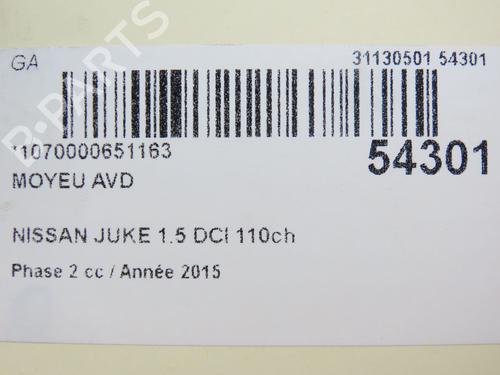 GA 31130501 54301
*1070000651163 54301
MOYEU AVD
NISSAN JUKE 1.5 DCI 110ch
Phase 2 cc / Année 2015
B-PARTS